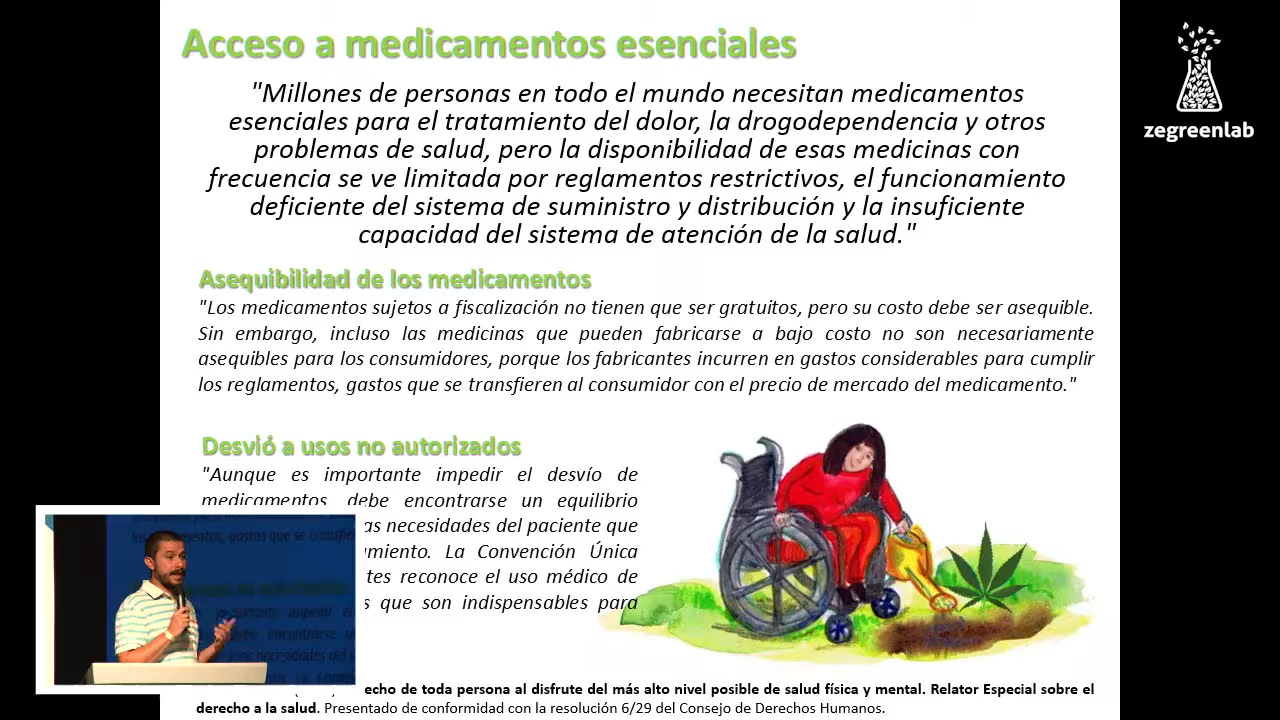 Acceso a medicamentos esenciales
zegreenlab
"Millones de personas en todo el mundo necesitan medicamentos
esenciales para el tratamiento del dolor, la drogodependencia y otros
problemas de salud, pero la disponibilidad de esas medicinas con
frecuencia se ve limitada por reglamentos restrictivos, el funcionamiento
deficiente del sistema de suministro y distribución y la insuficiente
capacidad del sistema de atención de la salud."
Asequibilidad de los medicamentos
"Los medicamentos sujetos a fiscalización no tienen que ser gratuitos, pero su costo debe ser asequible.
Sin embargo, incluso las medicinas que pueden fabricarse a bajo costo no son necesariamente
asequibles para los consumidores, porque los fabricantes incurren en gastos considerables para cumplir
los reglamentos, gastos que se transfieren al consumidor con el precio de mercado del medicamento."
Desvió a usos no autorizados
"Aunque es importante impedir el desvío de
medicamentos, debe encontrarse un equilibrio
necesidades del paciente que
La Convención Única
reconoce el uso médico de
que son indispensables para
de toda persona al disfrute del más alto nivel posible de salud física y mental. Relator Especial sobre el
derecho a la salud. Presentado de conformidad con la resolución 6/29 del Consejo de Derechos Humanos.